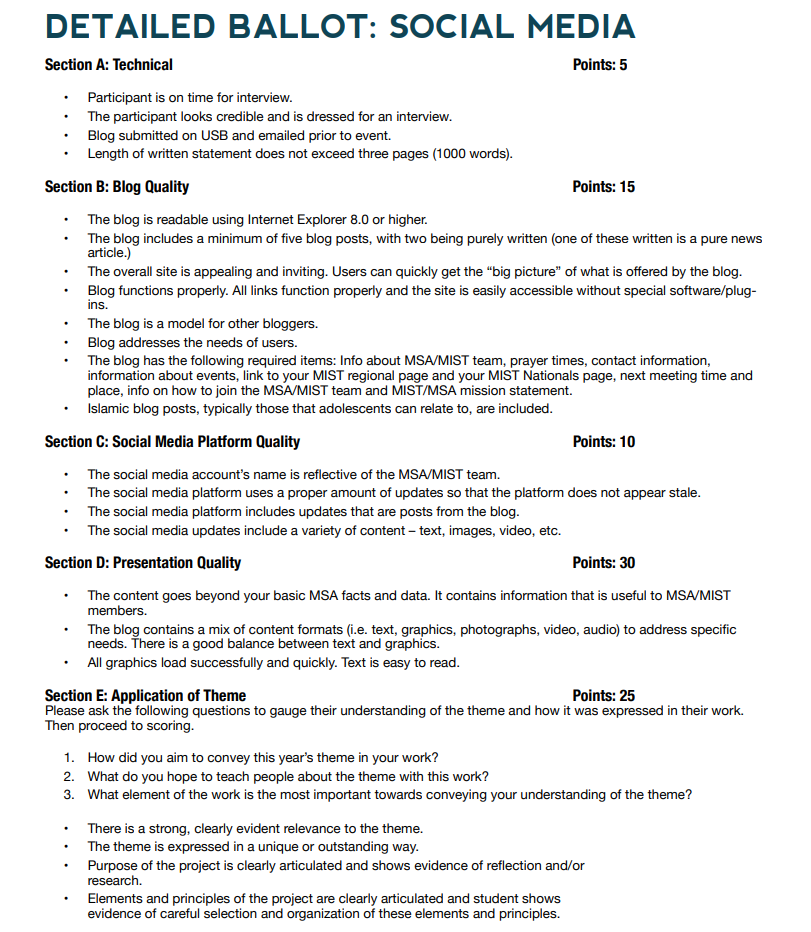 DETAILED BALLOT: SOCIAL MEDIA
Section A: Technical Points: 5
• Participant is on time for interview.
• The participant looks credible and is dressed for an interview.
• Blog submitted on USB and emailed prior to event.
• Length of written statement does not exceed three pages (1000 words).
Section B: Blog Quality Points: 15
• The blog is readable using Internet Explorer 8.0 or higher.
• The blog includes a minimum of five blog posts, with two being purely written (one of these written is a pure news
article.)
• The overall site is appealing and inviting. Users can quickly get the “big picture” of what is offered by the blog.
• Blog functions properly. All links function properly and the site is easily accessible without special software/plug-
ins.
• The blog is a model for other bloggers.
• Blog addresses the needs of users.
• The blog has the following required items: Info about MSA/MIST team, prayer times, contact information,
information about events, link to your MIST regional page and your MIST Nationals page, next meeting time and
place, info on how to join the MSA/MIST team and MIST/MSA mission statement.
• Islamic blog posts, typically those that adolescents can relate to, are included.
Section C: Social Media Platform Quality Points: 10
• The social media account’s name is reflective of the MSA/MIST team.
• The social media platform uses a proper amount of updates so that the platform does not appear stale.
• The social media platform includes updates that are posts from the blog.
• The social media updates include a variety of content – text, images, video, etc.
Section D: Presentation Quality Points: 30
• The content goes beyond your basic MSA facts and data. It contains information that is useful to MSA/MIST
members.
• The blog contains a mix of content formats (i.e. text, graphics, photographs, video, audio) to address specific
needs. There is a good balance between text and graphics.
• All graphics load successfully and quickly. Text is easy to read.
Section E: Application of Theme Points: 25
Please ask the following questions to gauge their understanding of the theme and how it was expressed in their work.
Then proceed to scoring.
1. How did you aim to convey this year’s theme in your work?
2. What do you hope to teach people about the theme with this work?
3. What element of the work is the most important towards conveying your understanding of the theme?
• There is a strong, clearly evident relevance to the theme.
• The theme is expressed in a unique or outstanding way.
• Purpose of the project is clearly articulated and shows evidence of reflection and/or
research.
• Elements and principles of the project are clearly articulated and student shows
evidence of careful selection and organization of these elements and principles.